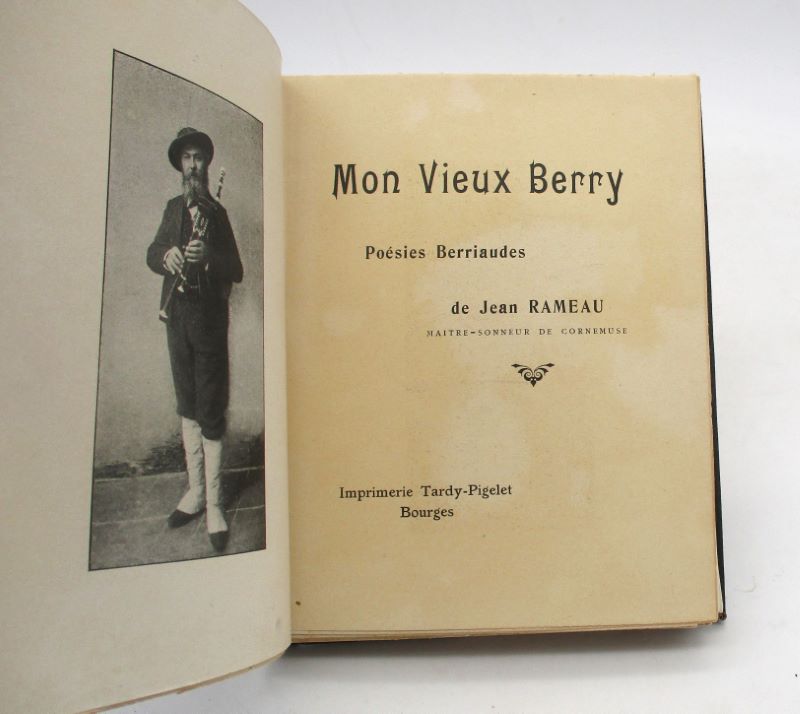 Mon Vieux Berry
Poésies Berriaudes
de Jean RAMEAU
MAITRE-SONNEUR DE CORNEMUSE
Imprimerie Tardy-Pigelet
Bourges